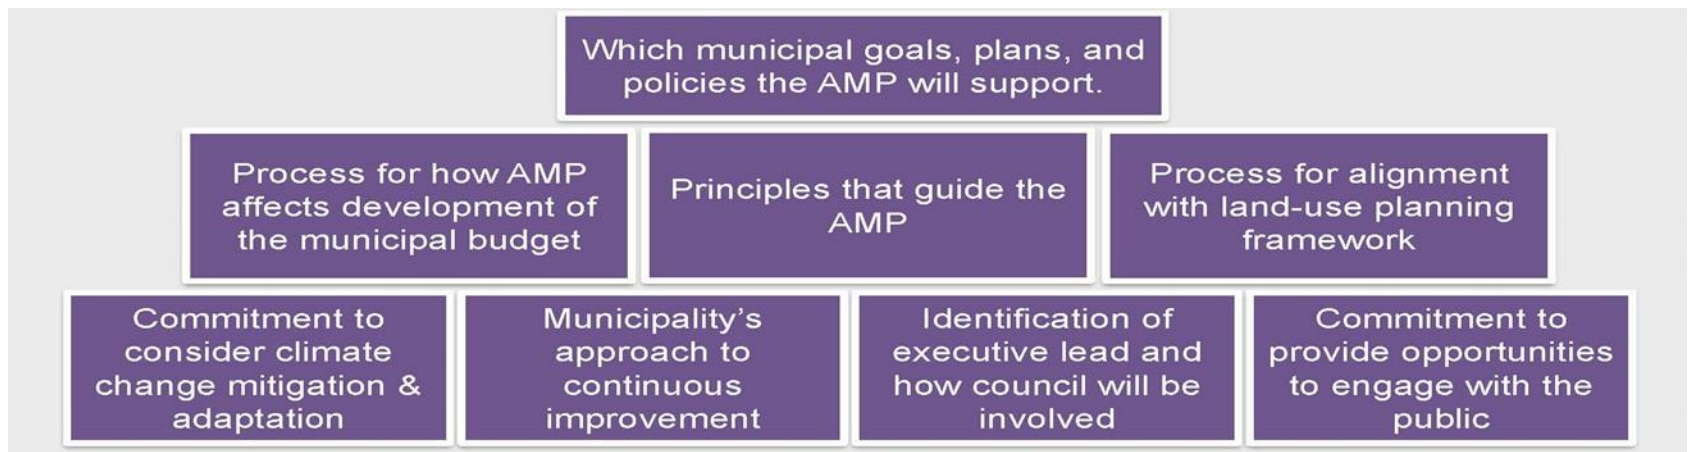 Which municipal goals, plans, and
policies the AMP will support.
Process for how AMP
affects development of
the municipal budget
Principles that guide the
AMP
Process for alignment
with land-use planning
framework
Commitment to
consider climate
change mitigation &
adaptation
Municipality’s
approach to
continuous
improvement
Identification of
executive lead and
how council will be
involved
Commitment to
provide opportunities
to engage with the
public